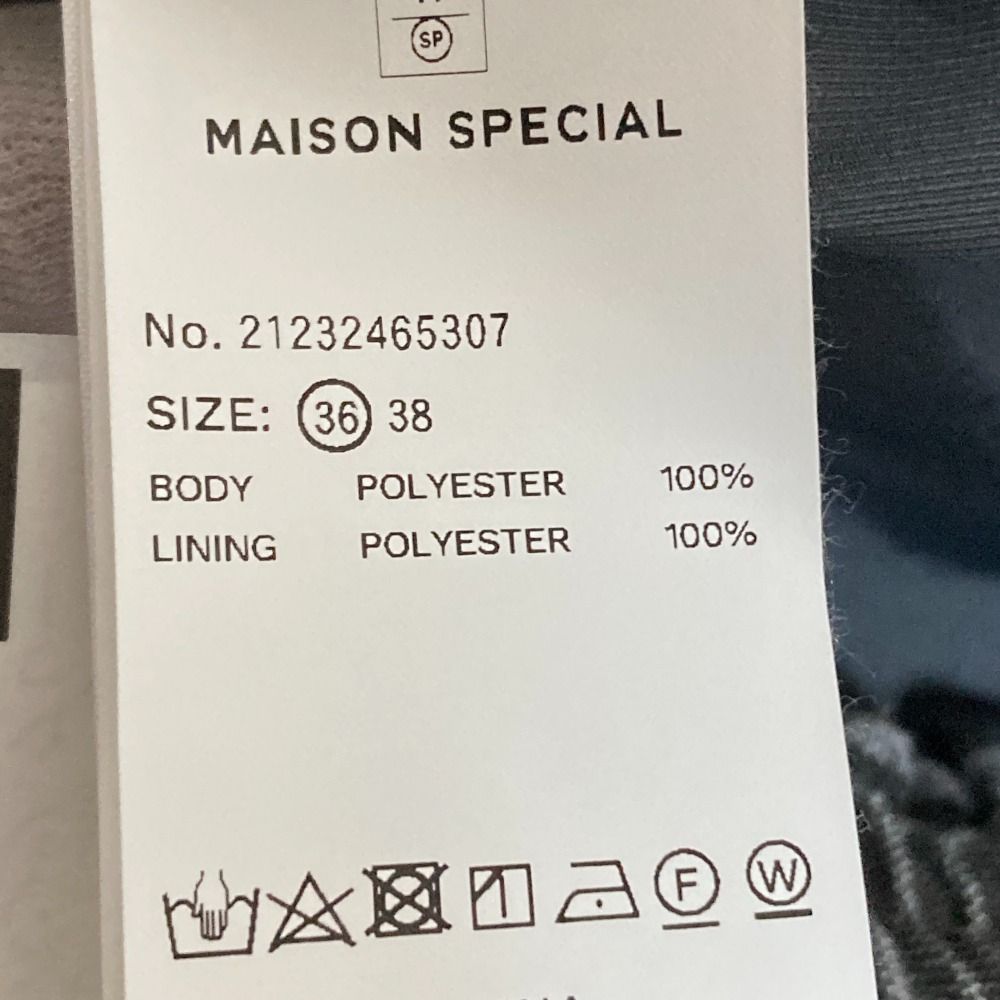 SP
MAISON SPECIAL
No. 21232465307
SIZE: 36 38
BODY POLYESTER 100%
LINING POLYESTER 100%
F W